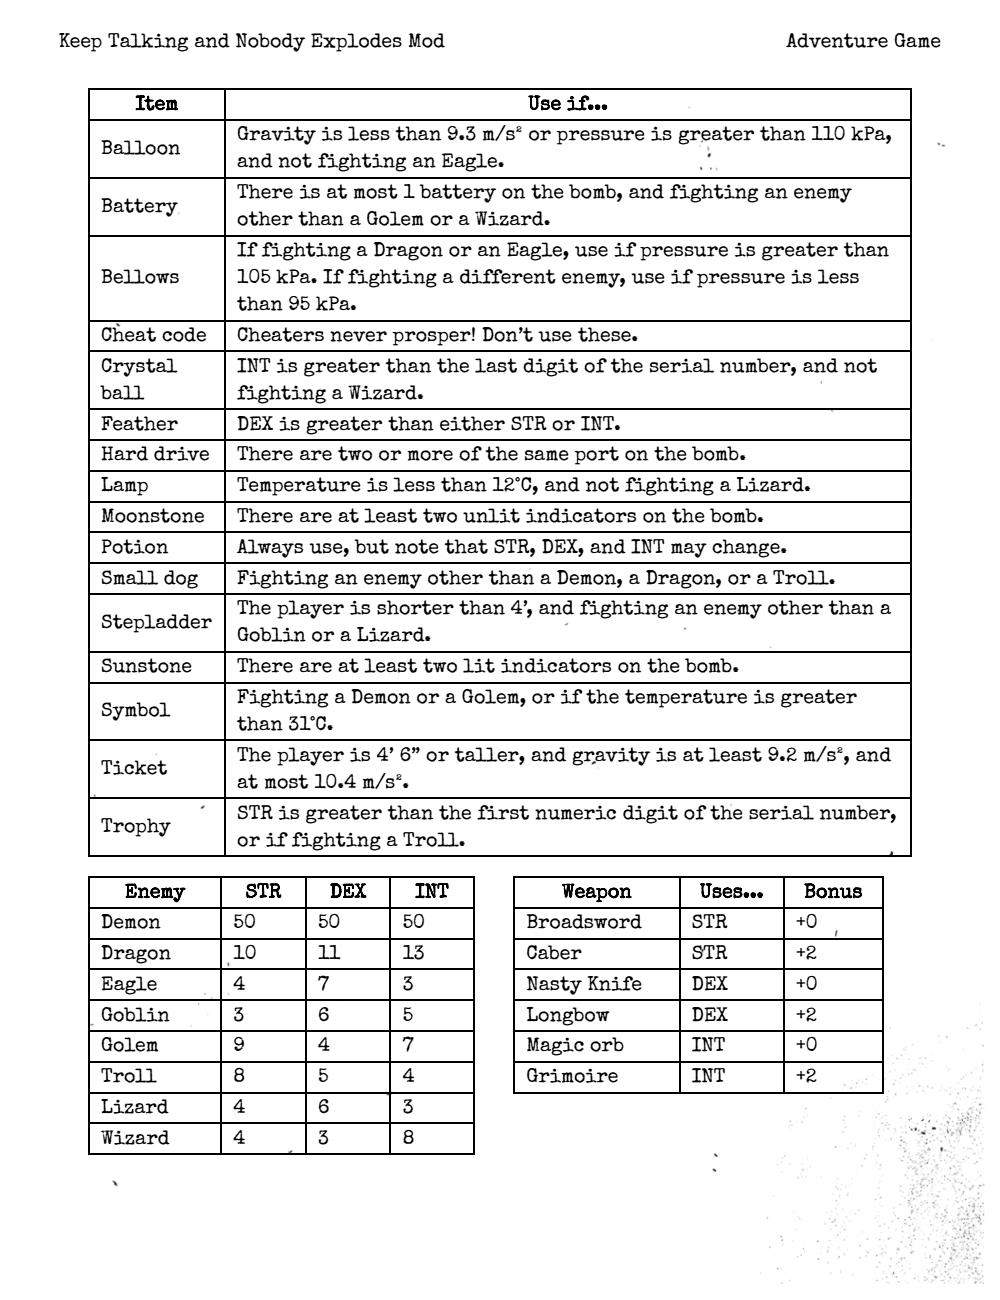 Keep Talking and Nobody Explodes Mod Adventure Game
Item Use if...
Balloon Gravity is less than 9.3 m/s² or pressure is greater than 110 kPa,
and not fighting an Eagle.
Battery There is at most 1 battery on the bomb, and fighting an enemy
other than a Golem or a Wizard.
Bellows If fighting a Dragon or an Eagle, use if pressure is greater than
105 kPa. If fighting a different enemy, use if pressure is less
than 95 kPa.
Cheat code Cheaters never prosper! Don't use these.
Crystal ball INT is greater than the last digit of the serial number, and not
fighting a Wizard.
Feather DEX is greater than either STR or INT.
Hard drive There are two or more of the same port on the bomb.
Lamp Temperature is less than 12°C, and not fighting a Lizard.
Moonstone There are at least two unlit indicators on the bomb.
Potion Always use, but note that STR, DEX, and INT may change.
Small dog Fighting an enemy other than a Demon, a Dragon, or a Troll.
Stepladder The player is shorter than 4', and fighting an enemy other than a
Goblin or a Lizard.
Sunstone There are at least two lit indicators on the bomb.
Symbol Fighting a Demon or a Golem, or if the temperature is greater
than 31°C.
Ticket The player is 4' 6" or taller, and gravity is at least 9.2 m/s², and
at most 10.4 m/s².
Trophy STR is greater than the first numeric digit of the serial number,
or if fighting a Troll.
Enemy STR DEX INT
Demon 50 50 50
Dragon 10 11 13
Eagle 4 7 3
Goblin 3 6 5
Golem 9 4 7
Troll 8 5 4
Lizard 4 6 3
Wizard 4 3 8
Weapon Uses... Bonus
Broadsword STR +0
Caber STR +2
Nasty Knife DEX +0
Longbow DEX +2
Magic orb INT +0
Grimoire INT +2